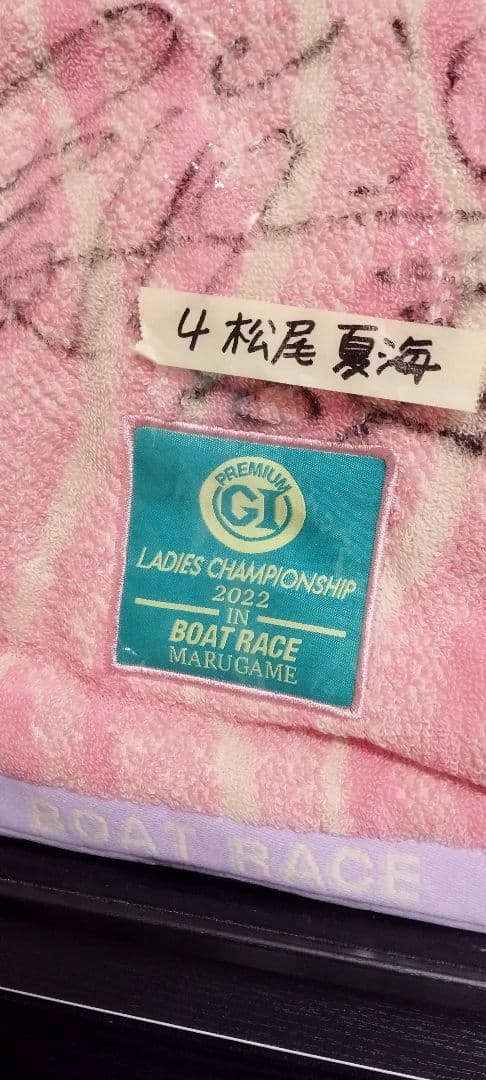 4 松尾 夏海
PREMIUM
GI
LADIES CHAMPIONSHIP
2022
IN
BOAT RACE
MARUGAME
BOAT RACE